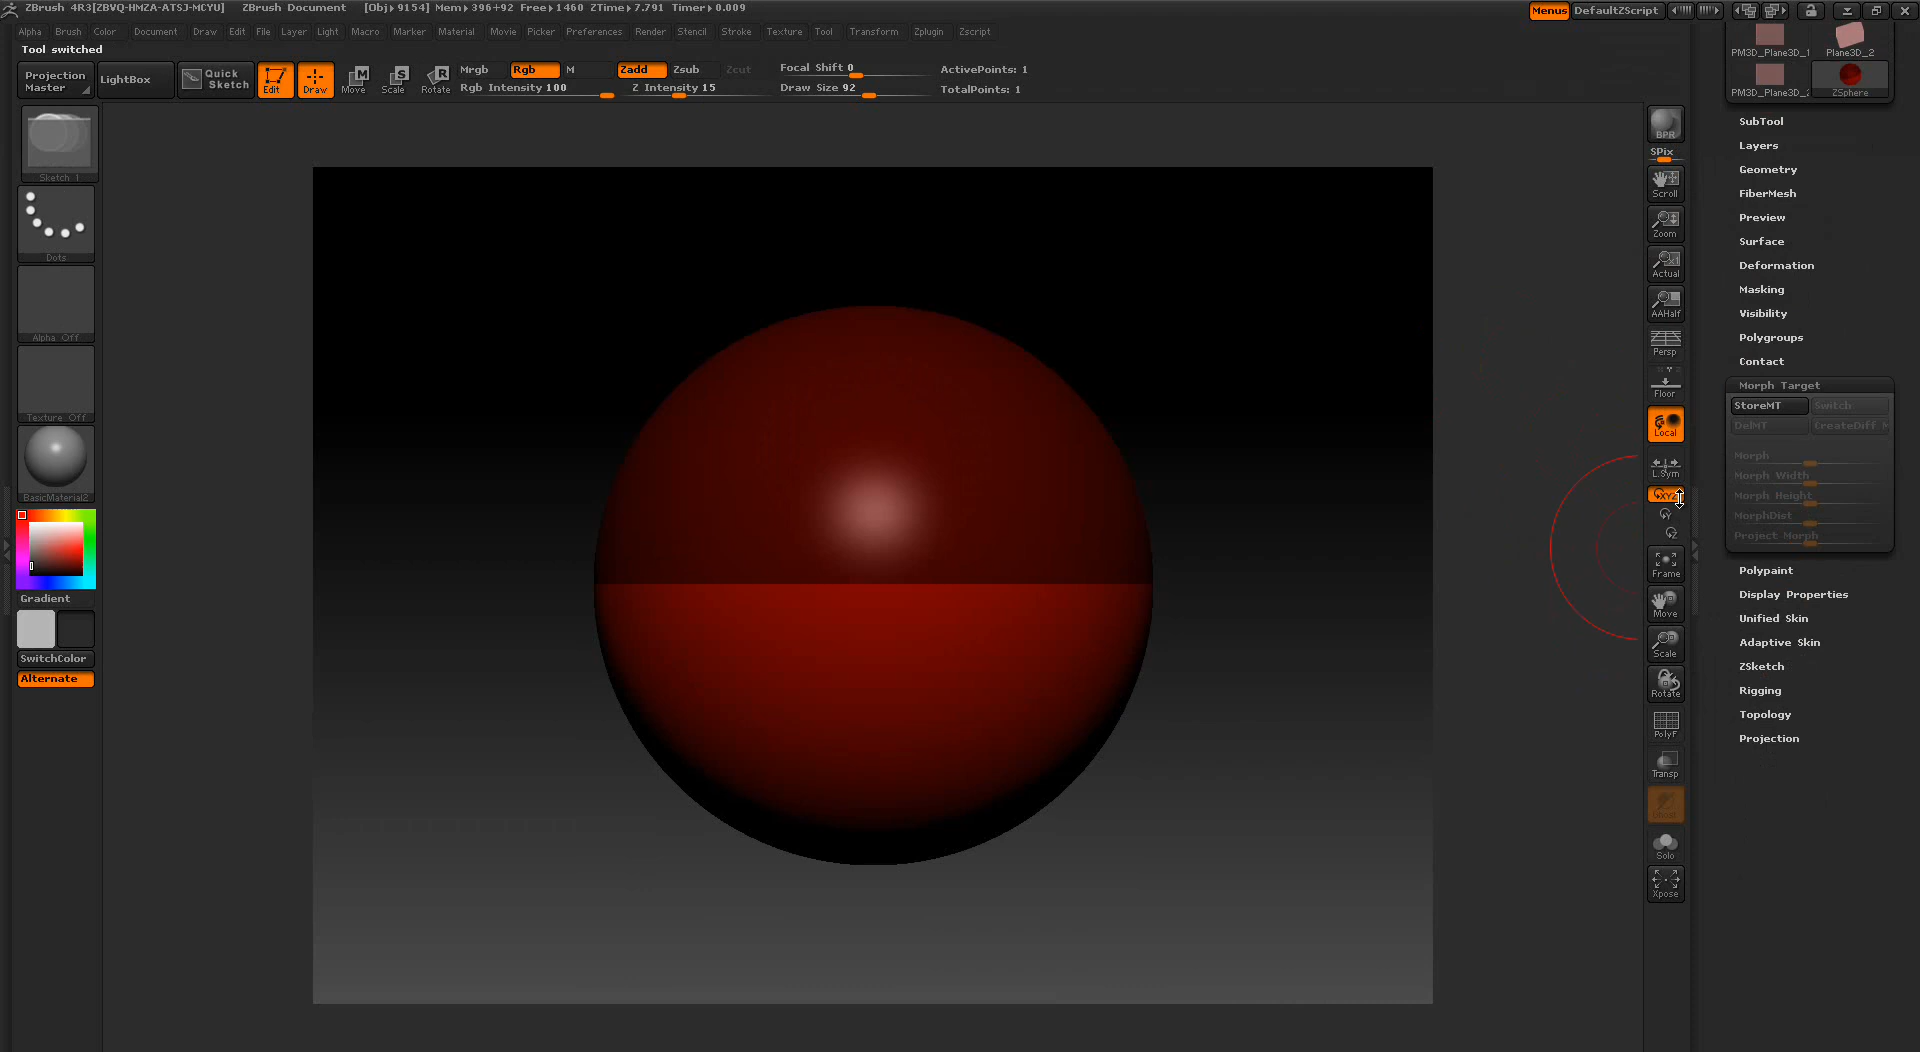 ZBrush 4R3[ZBVQ-HMZA-ATSJ-MCYU] ZBrush Document [Obj▸9154] Mem▸396+92 Free▸1460 ZTime▸7.791 Timer▸0.009 Menus DefaultZScript
Alpha Brush Color Document Draw Edit File Layer Light Macro Marker Material Movie Picker Preferences Render Stencil Stroke Texture Tool Transform Zplugin Zscript
Tool switched
Projection Master
LightBox
Quick Sketch
Edit
Draw
Move
Scale
Rotate
Mrgb Rgb M
Rgb Intensity 100
Zadd Zsub Zcut
Z Intensity 15
Focal Shift 0
Draw Size 92
ActivePoints: 1
TotalPoints: 1
Sketch 1
Dots
Alpha Off
Texture Off
BasicMaterial2
Gradient
SwitchColor
Alternate
BPR
SPix
Scroll
Zoom
Actual
AAHalf
Persp
Floor
Local
L.Sym
XYZ
Y
Z
Frame
Move
Scale
Rotate
PolyF
Transp
Solo
Xpose
PM3D_Plane3D_1 Plane3D_2
PM3D_Plane3D_2 ZSphere
SubTool
Layers
Geometry
FiberMesh
Preview
Surface
Deformation
Masking
Visibility
Polygroups
Contact
Morph Target
StoreMT Switch
DelMT CreateDiff M
Morph
Morph Width
Morph Height
MorphDist
Project Morph
Polypaint
Display Properties
Unified Skin
Adaptive Skin
ZSketch
Rigging
Topology
Projection